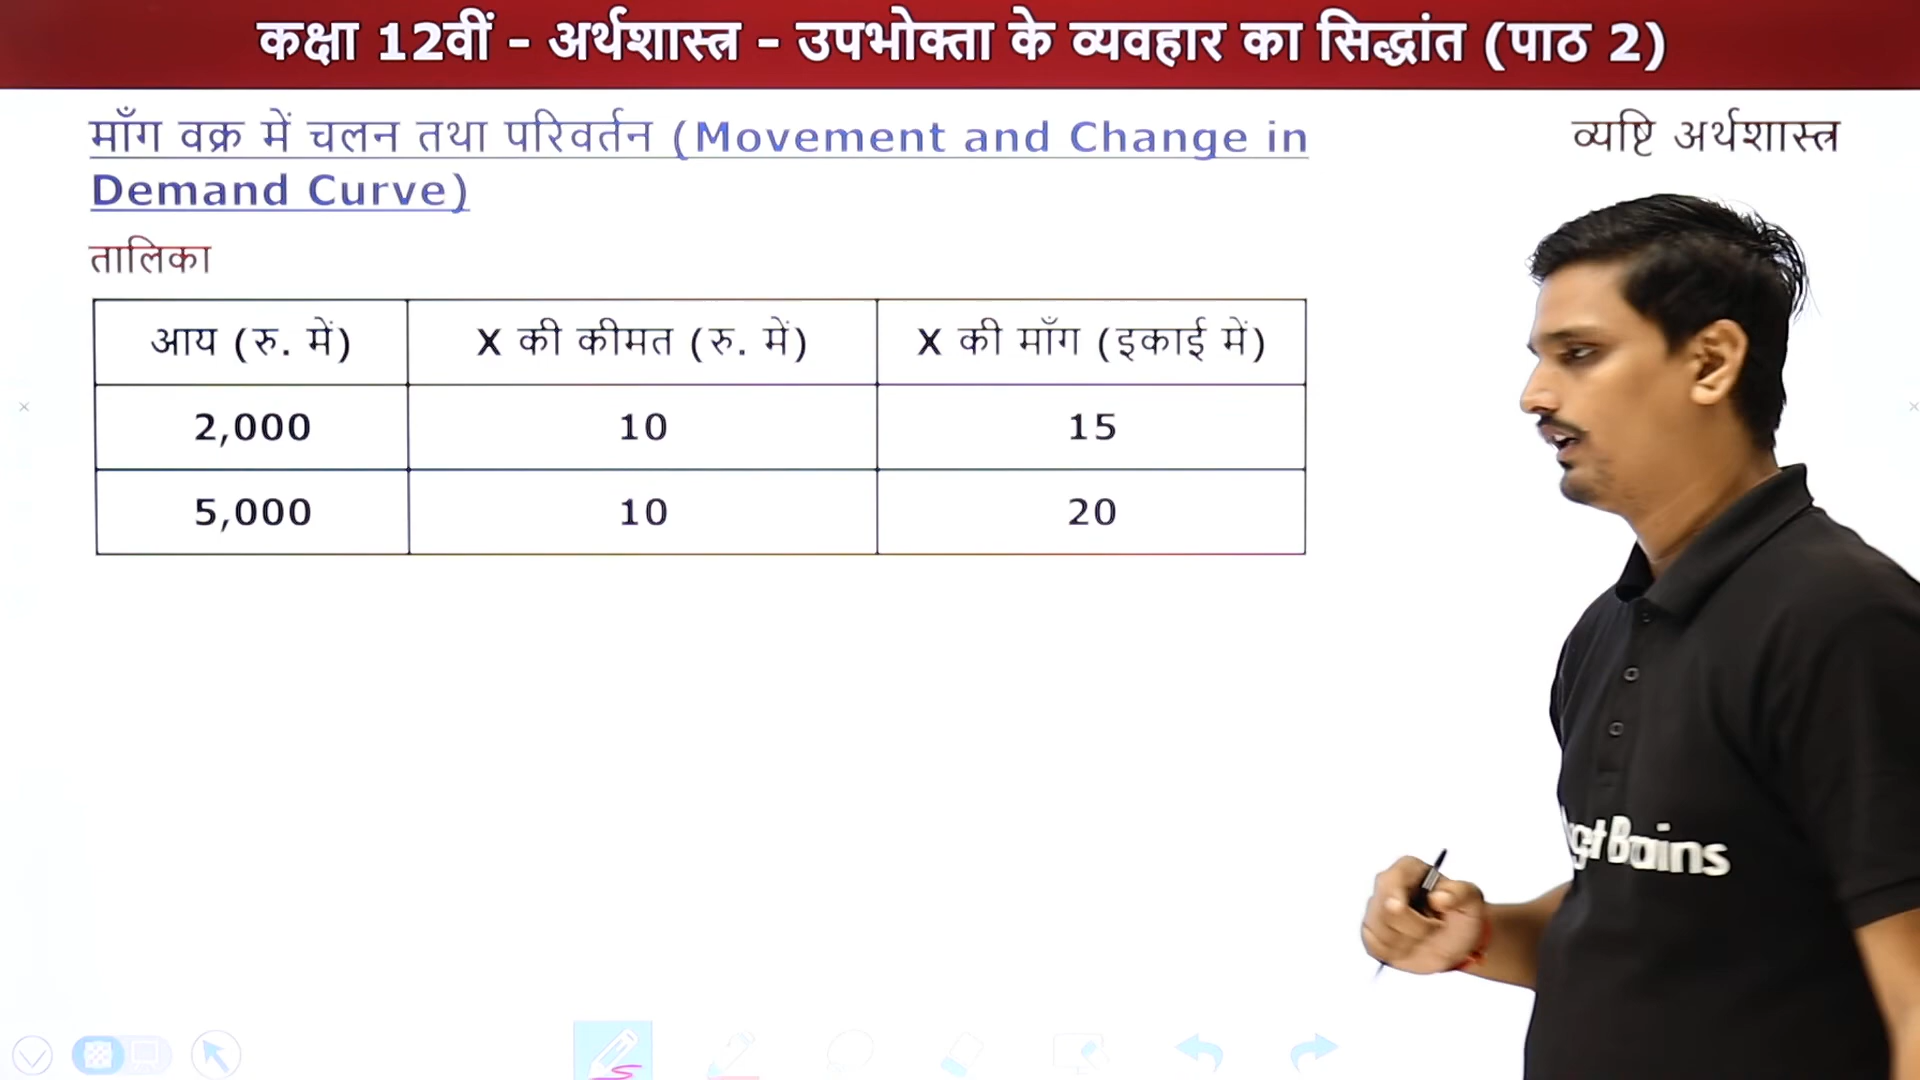 कक्षा 12वीं - अर्थशास्त्र - उपभोक्ता के व्यवहार का सिद्धांत (पाठ 2)
माँग वक्र में चलन तथा परिवर्तन (Movement and Change in
Demand Curve)
व्यष्टि अर्थशास्त्र
तालिका
आय (रु. में) X की कीमत (रु. में) X की माँग (इकाई में)
2,000 10 15
5,000 10 20
Brains